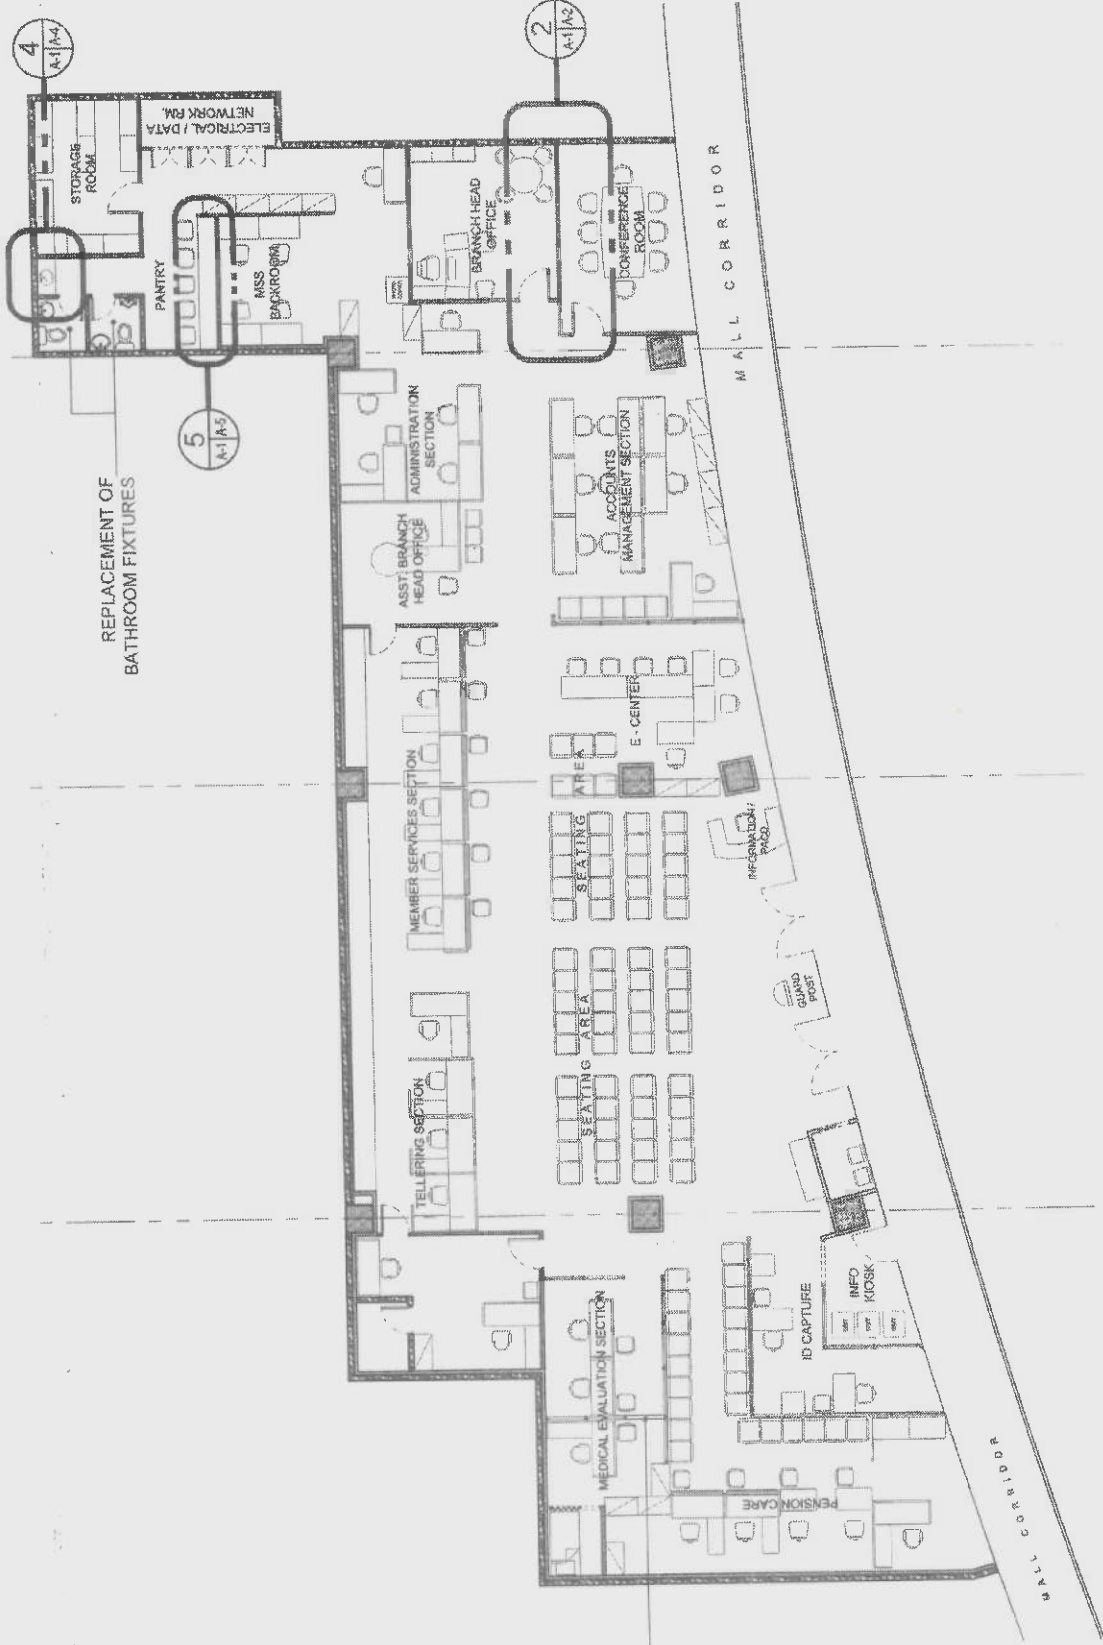 4
A-1 A-4
2
A-1 A-2
5
A-1 A-5
REPLACEMENT OF
BATHROOM FIXTURES
STORAGE
ROOM
ELECTRICAL / DATA
NETWORK RM.
PANTRY
MSS
BACKROOM
BRANCH HEAD
OFFICE
CONFERENCE
ROOM
MALL CORRIDOR
ADMINISTRATION
SECTION
ASST. BRANCH
HEAD OFFICE
ACCOUNTS
MANAGEMENT SECTION
MEMBER SERVICES SECTION
E - CENTER
SEATING AREA
INFORMATION /
PACD
TELLERING SECTION
SEATING AREA
GUARD
POST
MEDICAL EVALUATION SECTION
ID CAPTURE
INFO
KIOSK
PENSION CARE
MALL CORRIDOR